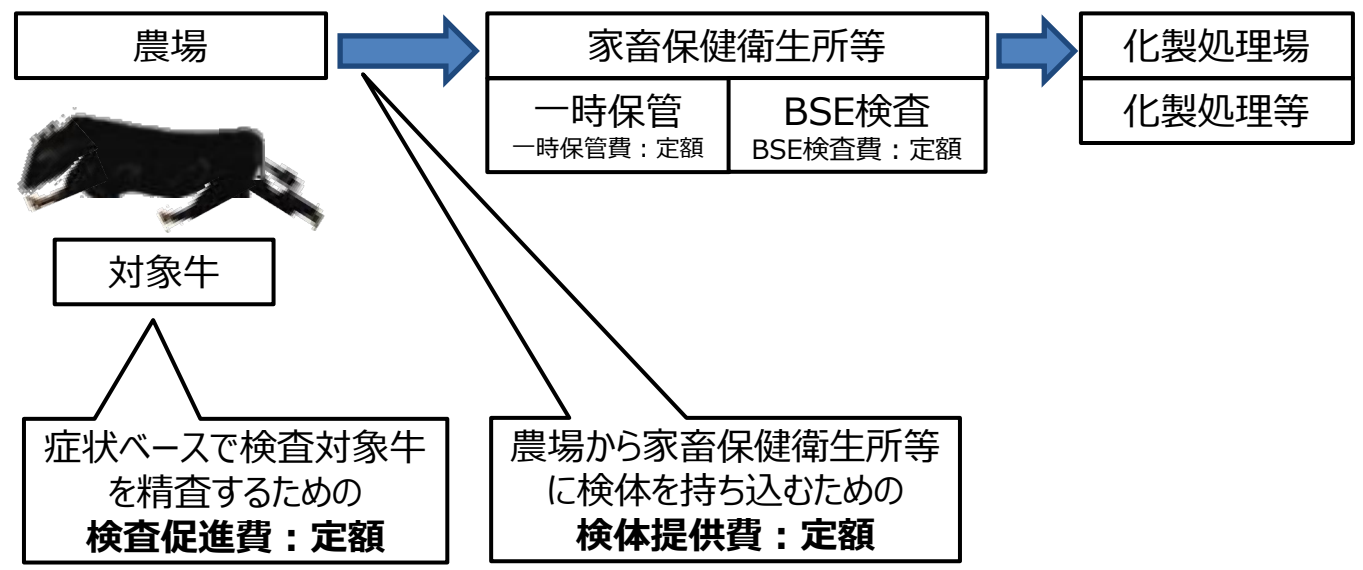 農場
家畜保健衛生所等
化製処理場
一時保管
一時保管費：定額
BSE検査
BSE検査費：定額
化製処理等
対象牛
症状ベースで検査対象牛
を精査するための
検査促進費：定額
農場から家畜保健衛生所等
に検体を持ち込むための
検体提供費：定額